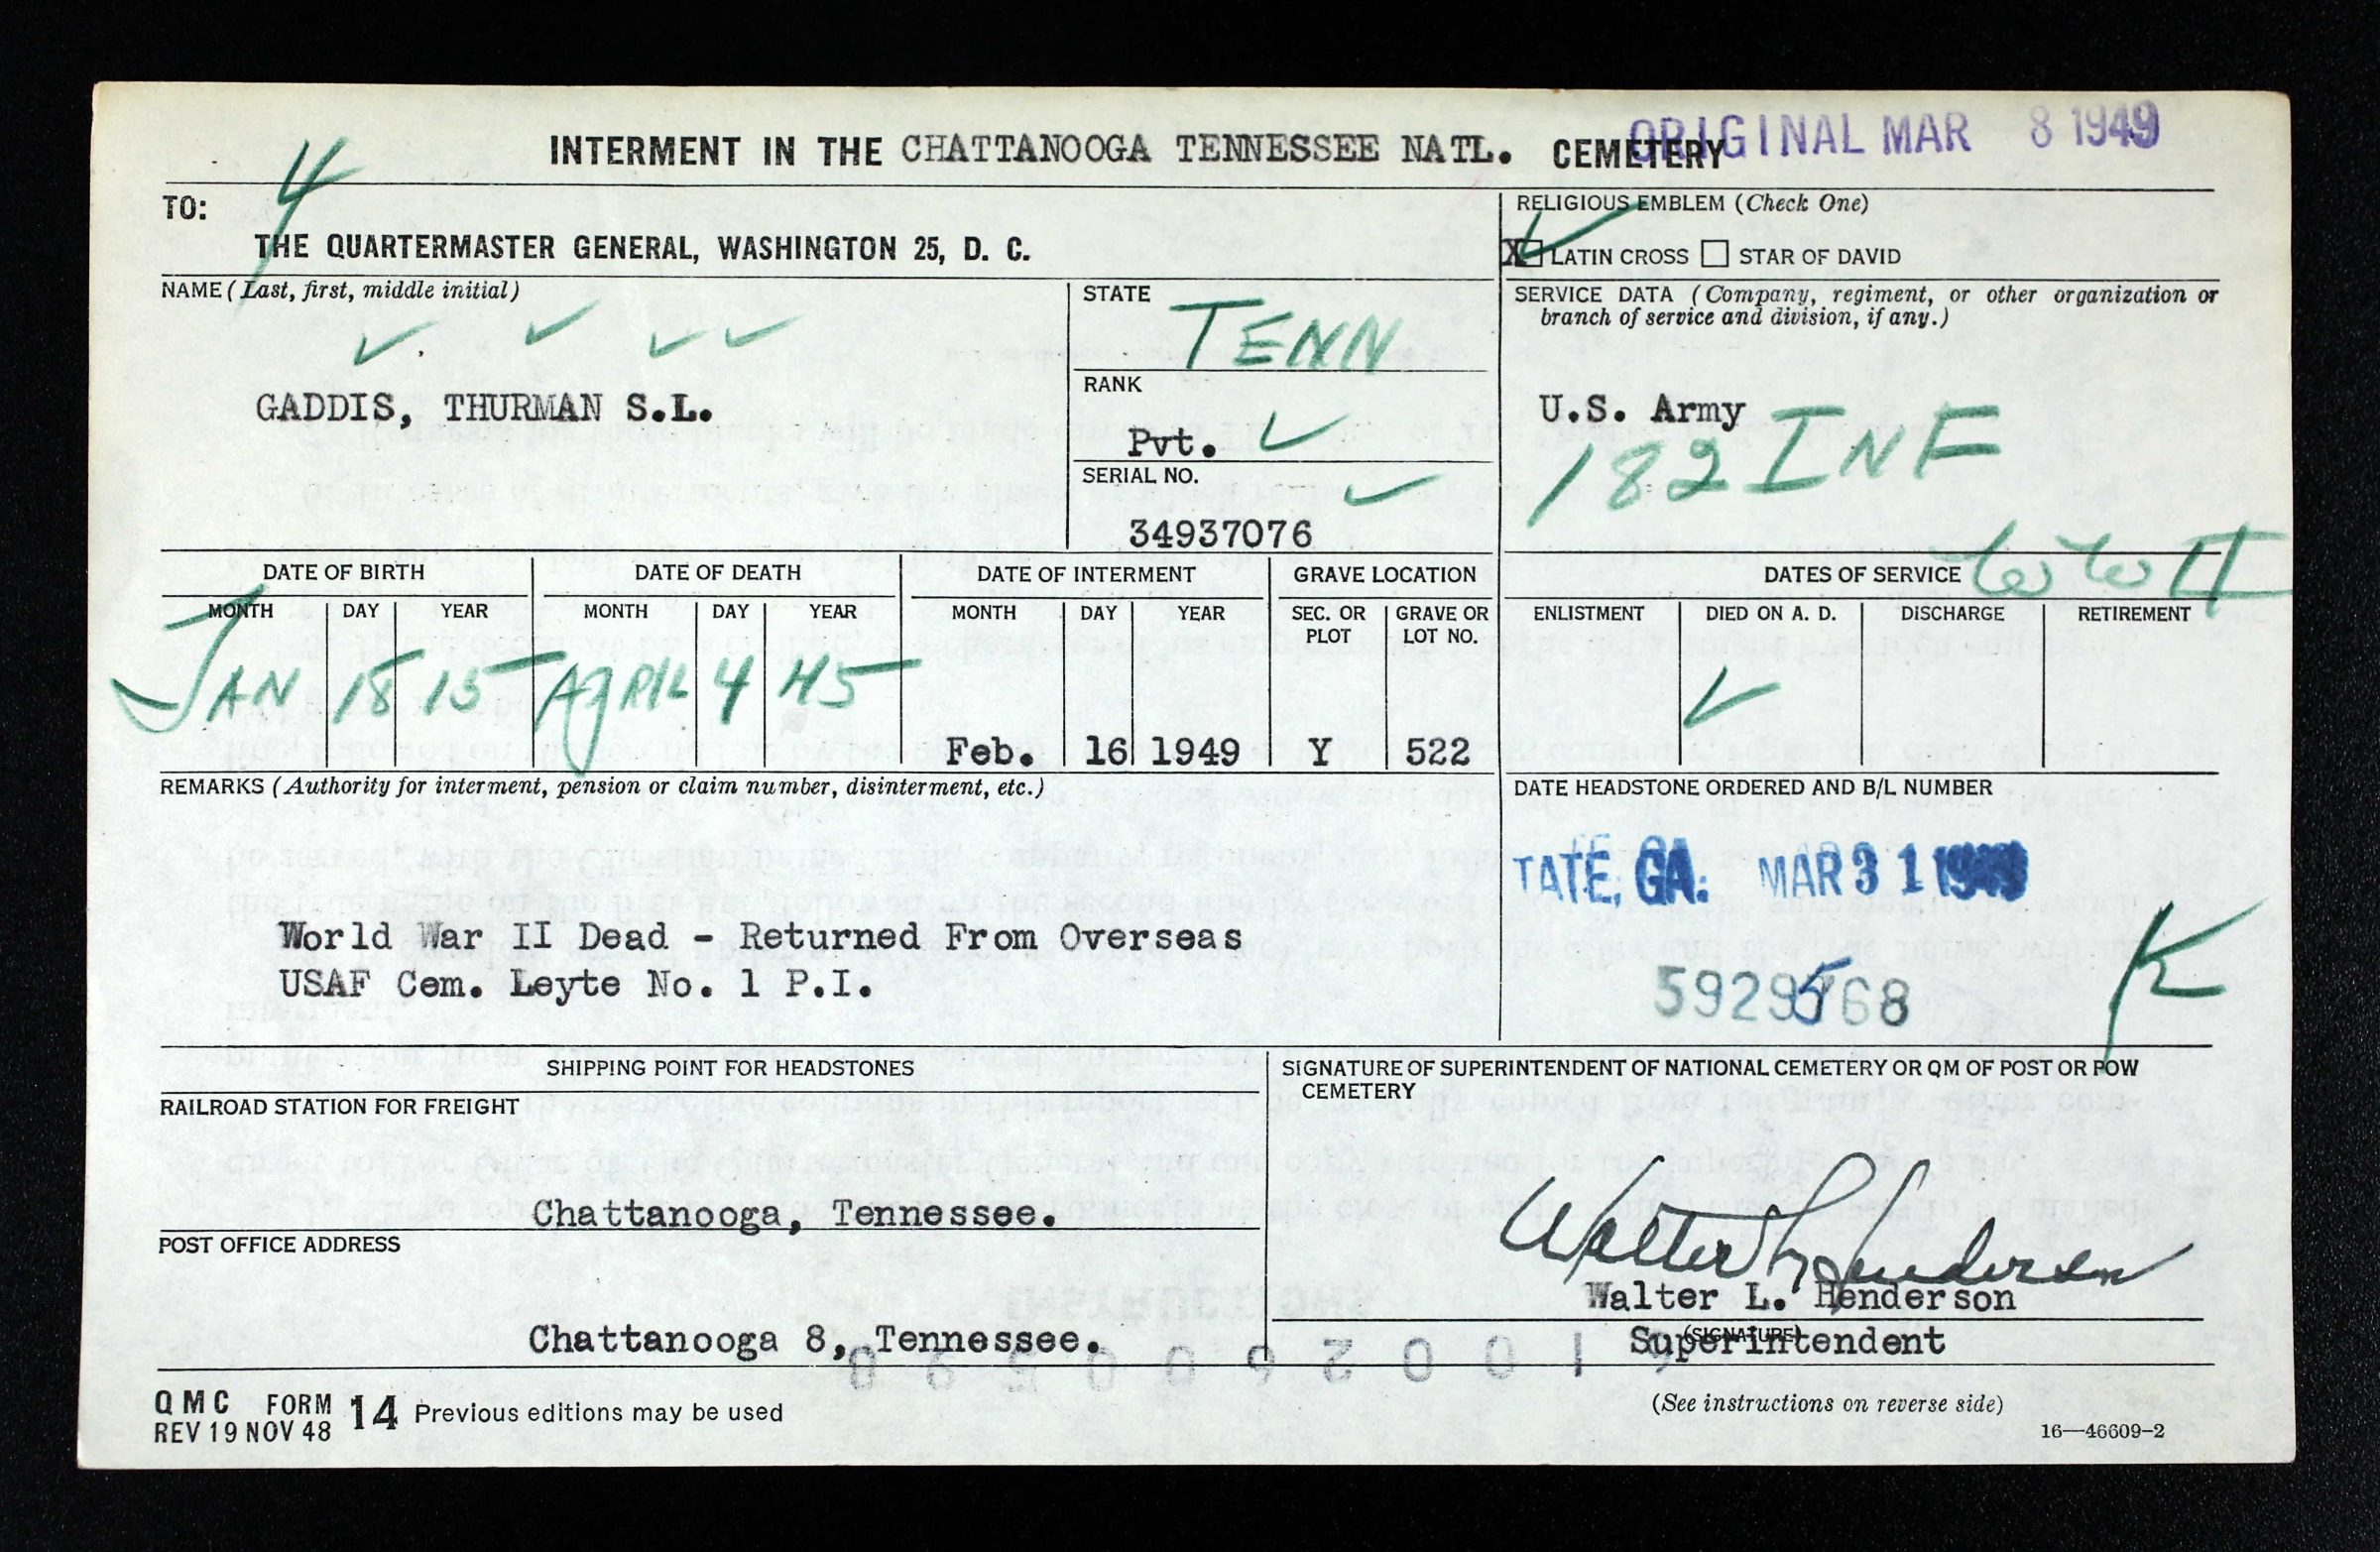 INTERMENT IN THE CHATTANOOGA TENNESSEE NATL. CEMETERY
ORIGINAL MAR 8 1949
4
TO:
THE QUARTERMASTER GENERAL, WASHINGTON 25, D. C.
RELIGIOUS EMBLEM (Check One)
X LATIN CROSS STAR OF DAVID
NAME (Last, first, middle initial)
GADDIS, THURMAN S.L.
STATE
TENN
RANK
Pvt.
SERIAL NO.
34937076
SERVICE DATA (Company, regiment, or other organization or
branch of service and division, if any.)
U.S. Army
182 INF
WW II
DATE OF BIRTH DATE OF DEATH DATE OF INTERMENT GRAVE LOCATION DATES OF SERVICE
MONTH DAY YEAR MONTH DAY YEAR MONTH DAY YEAR SEC. OR PLOT GRAVE OR LOT NO. ENLISTMENT DIED ON A. D. DISCHARGE RETIREMENT
JAN 18 15 APRIL 4 45 Feb. 16 1949 Y 522
REMARKS (Authority for interment, pension or claim number, disinterment, etc.)
World War II Dead - Returned From Overseas
USAF Cem. Leyte No. 1 P.I.
DATE HEADSTONE ORDERED AND B/L NUMBER
TATE, GA. MAR 31 1949
K
SHIPPING POINT FOR HEADSTONES
RAILROAD STATION FOR FREIGHT
Chattanooga, Tennessee.
POST OFFICE ADDRESS
Chattanooga 8, Tennessee.
SIGNATURE OF SUPERINTENDENT OF NATIONAL CEMETERY OR QM OF POST OR POW
CEMETERY
Walter L. Henderson
Walter L. Henderson
(SIGNATURE)
Superintendent
QMC FORM 14 Previous editions may be used
REV 19 NOV 48
(See instructions on reverse side)
16—46609-2